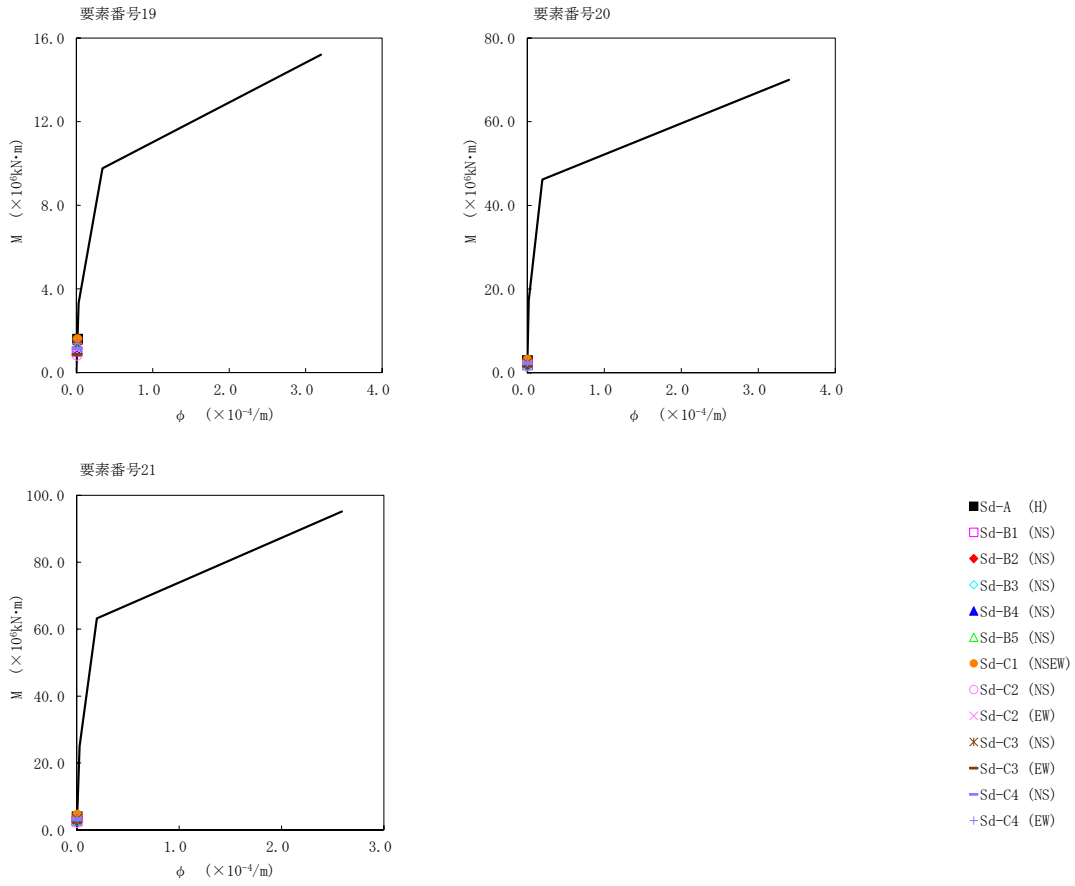 要素番号19
16.0
12.0
8.0
4.0
0.0
M (×10⁶kN・m)
0.0 1.0 2.0 3.0 4.0
φ (×10⁻⁴/m)
要素番号20
80.0
60.0
40.0
20.0
0.0
M (×10⁶kN・m)
0.0 1.0 2.0 3.0 4.0
φ (×10⁻⁴/m)
要素番号21
100.0
80.0
60.0
40.0
20.0
0.0
M (×10⁶kN・m)
0.0 1.0 2.0 3.0
φ (×10⁻⁴/m)
Sd-A (H)
Sd-B1 (NS)
Sd-B2 (NS)
Sd-B3 (NS)
Sd-B4 (NS)
Sd-B5 (NS)
Sd-C1 (NSEW)
Sd-C2 (NS)
Sd-C2 (EW)
Sd-C3 (NS)
Sd-C3 (EW)
Sd-C4 (NS)
Sd-C4 (EW)